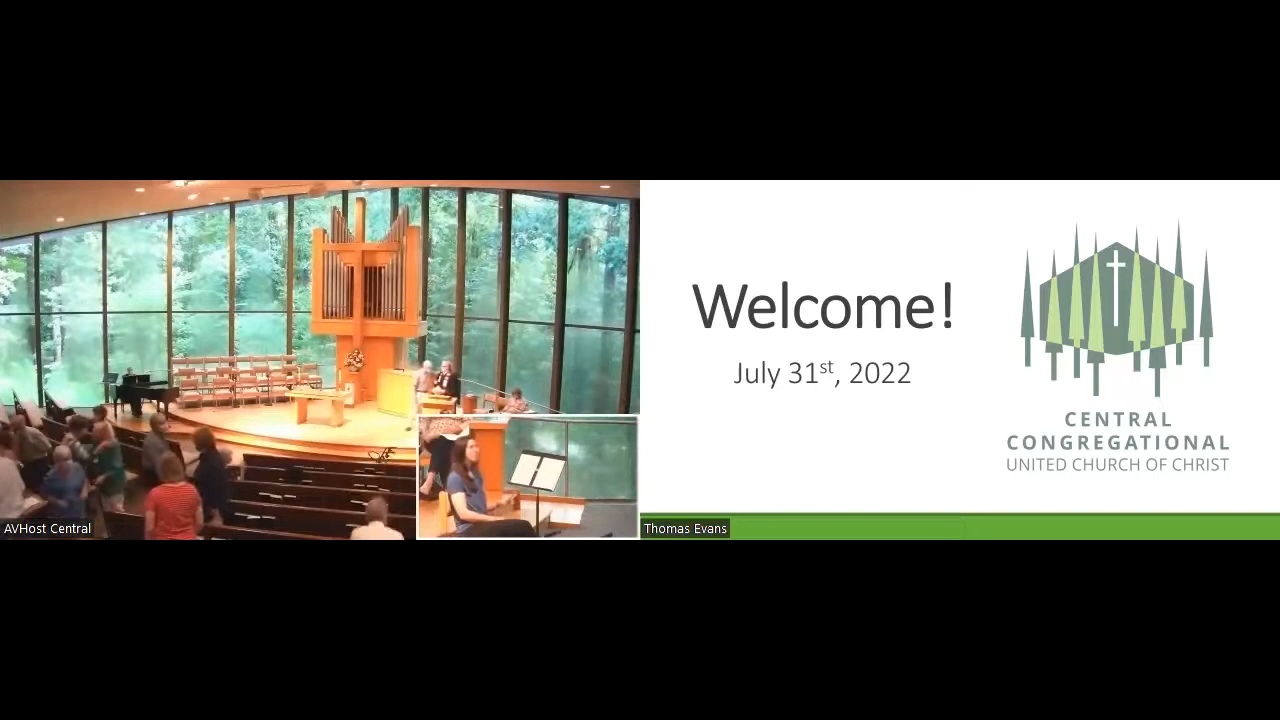 Welcome!
July 31st, 2022
CENTRAL
CONGREGATIONAL
UNITED CHURCH OF CHRIST
AVHost Central
Thomas Evans